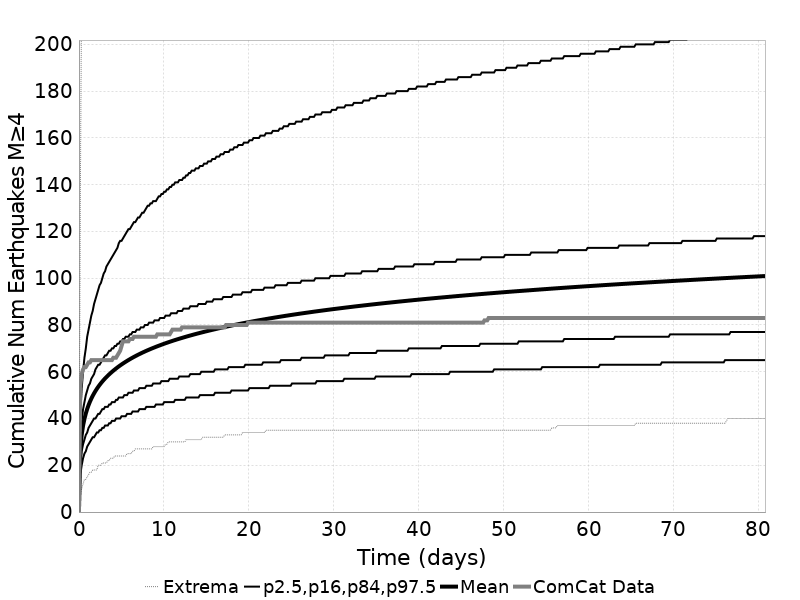 Cumulative Num Earthquakes M≥4
200
180
160
140
120
100
80
60
40
20
0
0 10 20 30 40 50 60 70 80
Time (days)
Extrema p2.5,p16,p84,p97.5 Mean ComCat Data